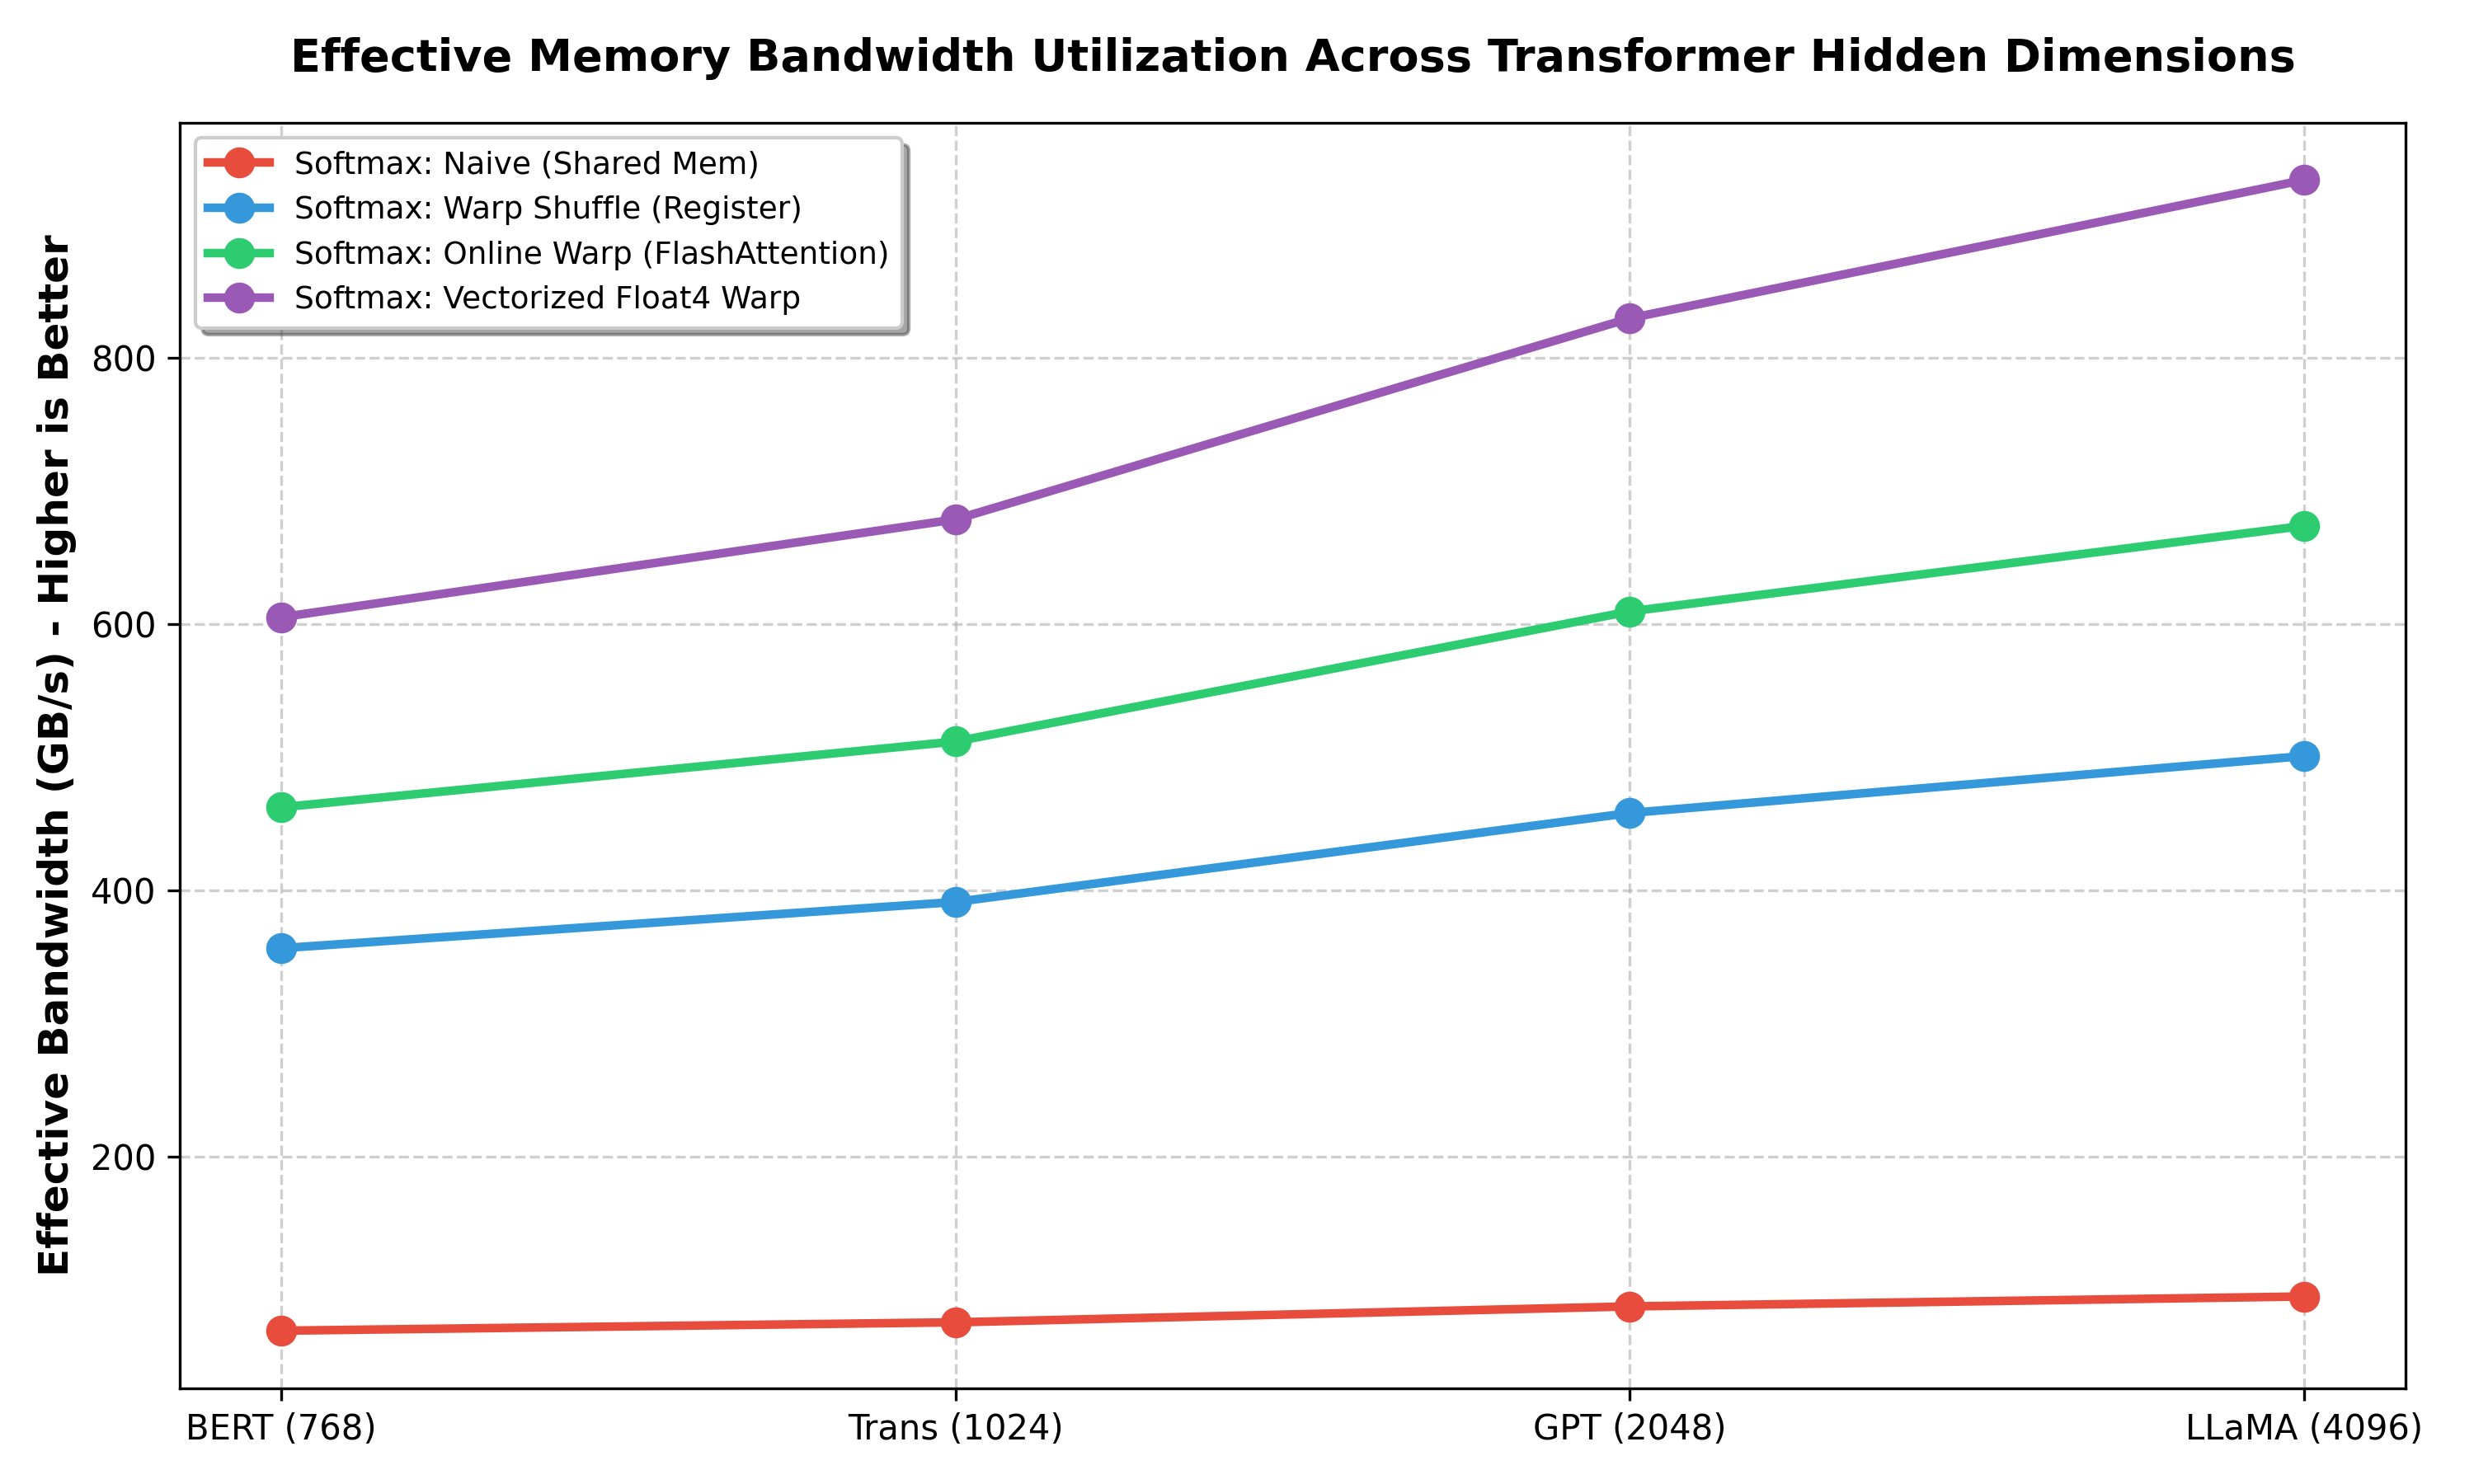 Effective Memory Bandwidth Utilization Across Transformer Hidden Dimensions
Softmax: Naive (Shared Mem)
Softmax: Warp Shuffle (Register)
Softmax: Online Warp (FlashAttention)
Softmax: Vectorized Float4 Warp
Effective Bandwidth (GB/s) - Higher is Better
800
600
400
200
BERT (768)
Trans (1024)
GPT (2048)
LLaMA (4096)